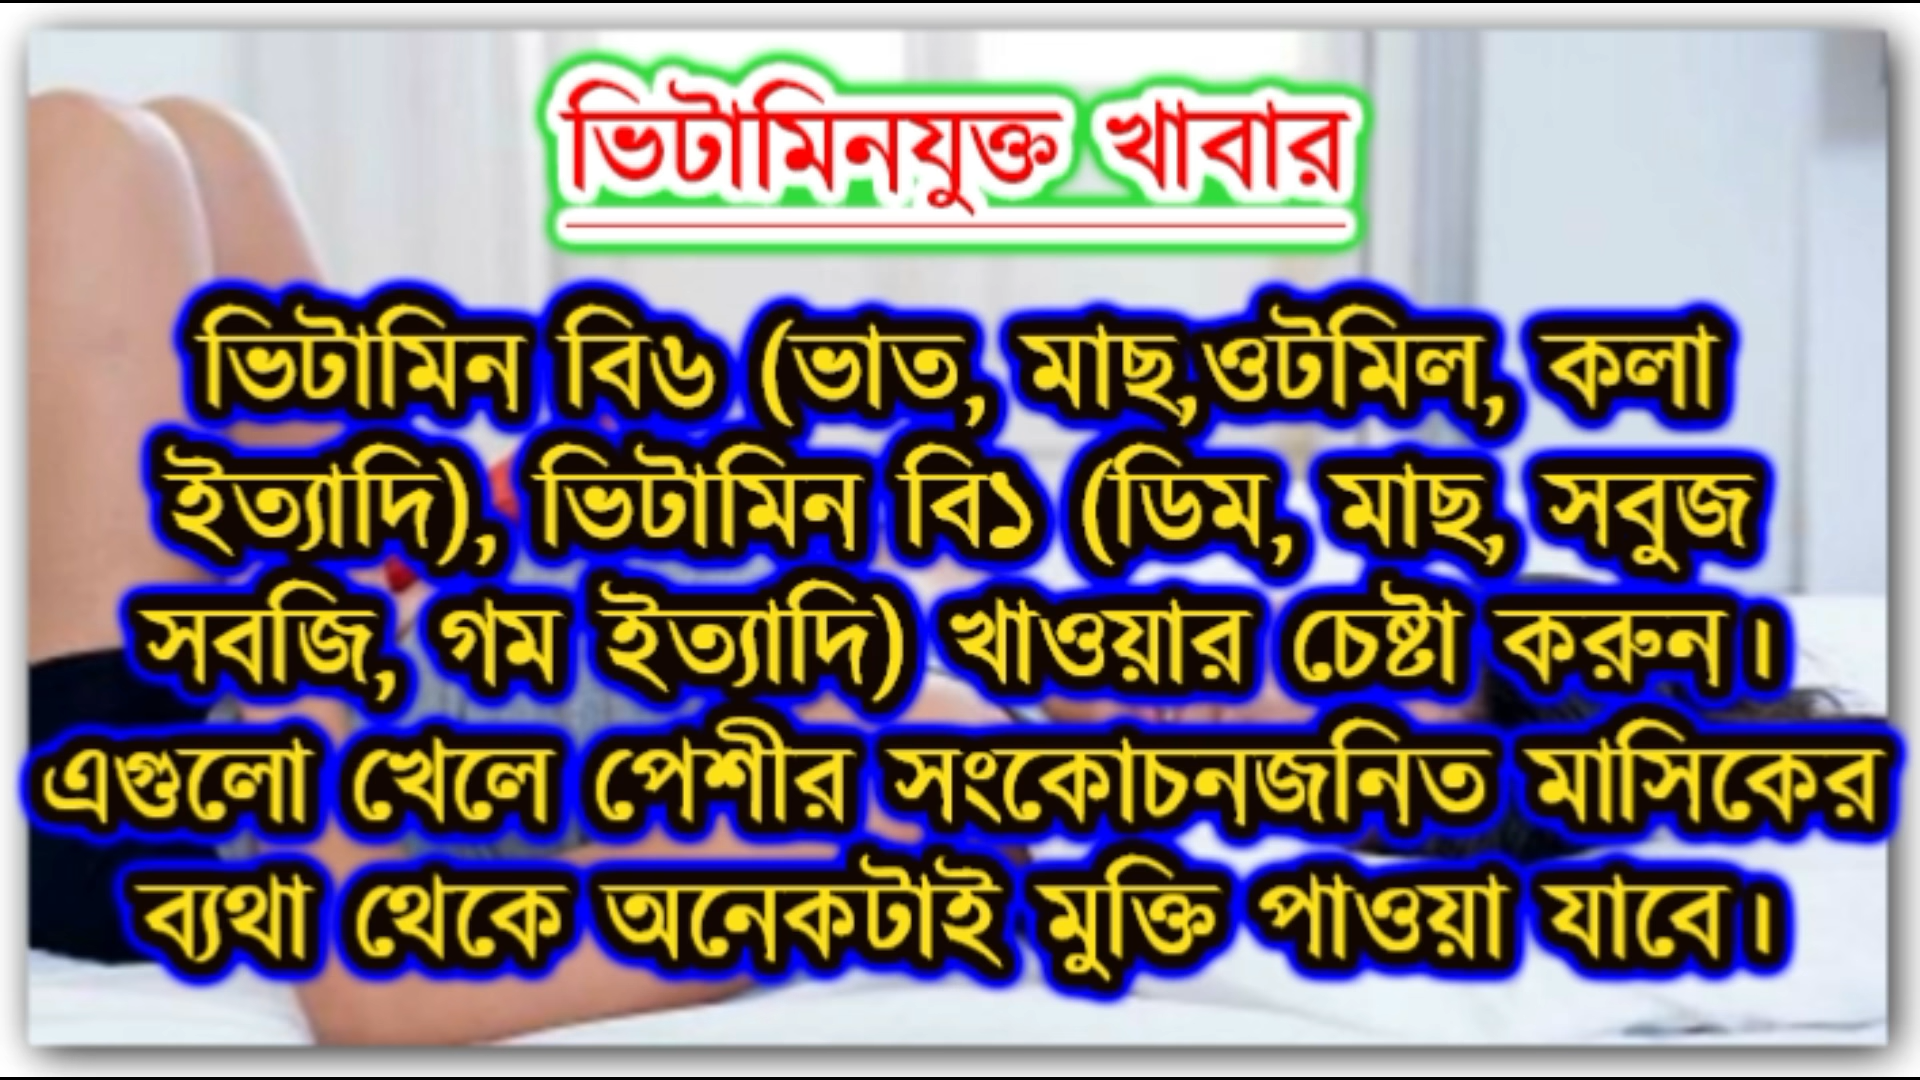 ভিটামিনযুক্ত খাবার
ভিটামিন বি৬ (ভাত, মাছ,ওটমিল, কলা
ইত্যাদি), ভিটামিন বি১ (ডিম, মাছ, সবুজ
সবজি, গম ইত্যাদি) খাওয়ার চেষ্টা করুন।
এগুলো খেলে পেশীর সংকোচনজনিত মাসিকের
ব্যথা থেকে অনেকটাই মুক্তি পাওয়া যাবে।